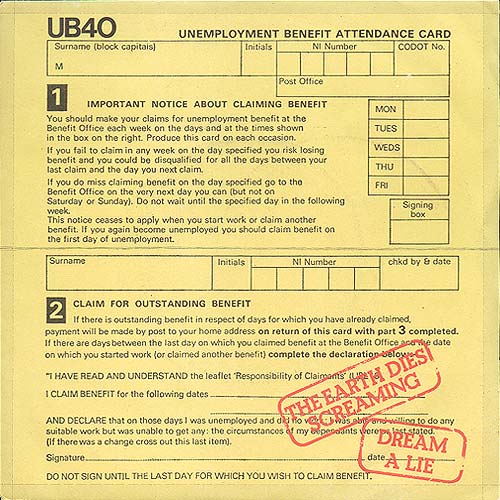 UB40
UNEMPLOYMENT BENEFIT ATTENDANCE CARD
Surname (block capitals) Initials NI Number CODOT No.
M
Post Office
1 IMPORTANT NOTICE ABOUT CLAIMING BENEFIT
You should make your claims for unemployment benefit at the
Benefit Office each week on the days and at the times shown
in the box on the right. Produce this card on each occasion.
If you fail to claim in any week on the day specified you risk losing
benefit and you could be disqualified for all the days between your
last claim and the day you next claim.
If you do miss claiming benefit on the day specified go to the
Benefit Office on the very next day you can (but not on
Saturday or Sunday). Do not wait until the specified day in the following
week.
This notice ceases to apply when you start work or claim another
benefit. If you again become unemployed you should claim benefit on
the first day of unemployment.
MON
TUES
WEDS
THU
FRI
Signing
box
Surname Initials NI Number chkd by & date
2 CLAIM FOR OUTSTANDING BENEFIT
If there is outstanding benefit in respect of days for which you have already claimed,
payment will be made by post to your home address on return of this card with part 3 completed.
If there are days between the last day on which you claimed benefit at the Benefit Office and the date
on which you started work (or claimed another benefit) complete the declaration below:
"I HAVE READ AND UNDERSTAND the leaflet 'Responsibility of Claimants'
I CLAIM BENEFIT for the following dates
AND DECLARE that on those days I was unemployed and did no work I was able and willing to do any
suitable work but was unable to get any: the circumstances of my dependants were as last stated.
(If there was a change cross out this last item).
Signature date
DO NOT SIGN UNTIL THE LAST DAY FOR WHICH YOU WISH TO CLAIM BENEFIT.
THE EARTH DIES
SCREAMING
DREAM
A LIE